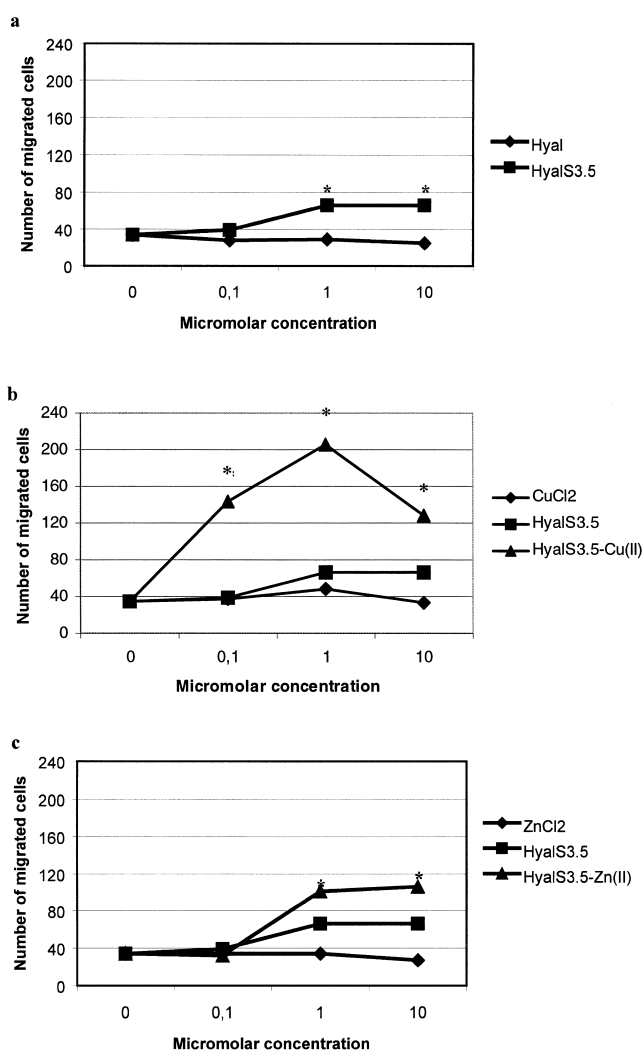 a
240
200
160
120
80
40
0
Number of migrated cells
* *
0 0,1 1 10
Micromolar concentration
Hyal
HyalS3.5
b
240
200
160
120
80
40
0
Number of migrated cells
*
*
*
0 0,1 1 10
Micromolar concentration
CuCl2
HyalS3.5
HyalS3.5-Cu(II)
c
240
200
160
120
80
40
0
Number of migrated cells
* *
0 0,1 1 10
Micromolar concentration
ZnCl2
HyalS3.5
HyalS3.5-Zn(II)